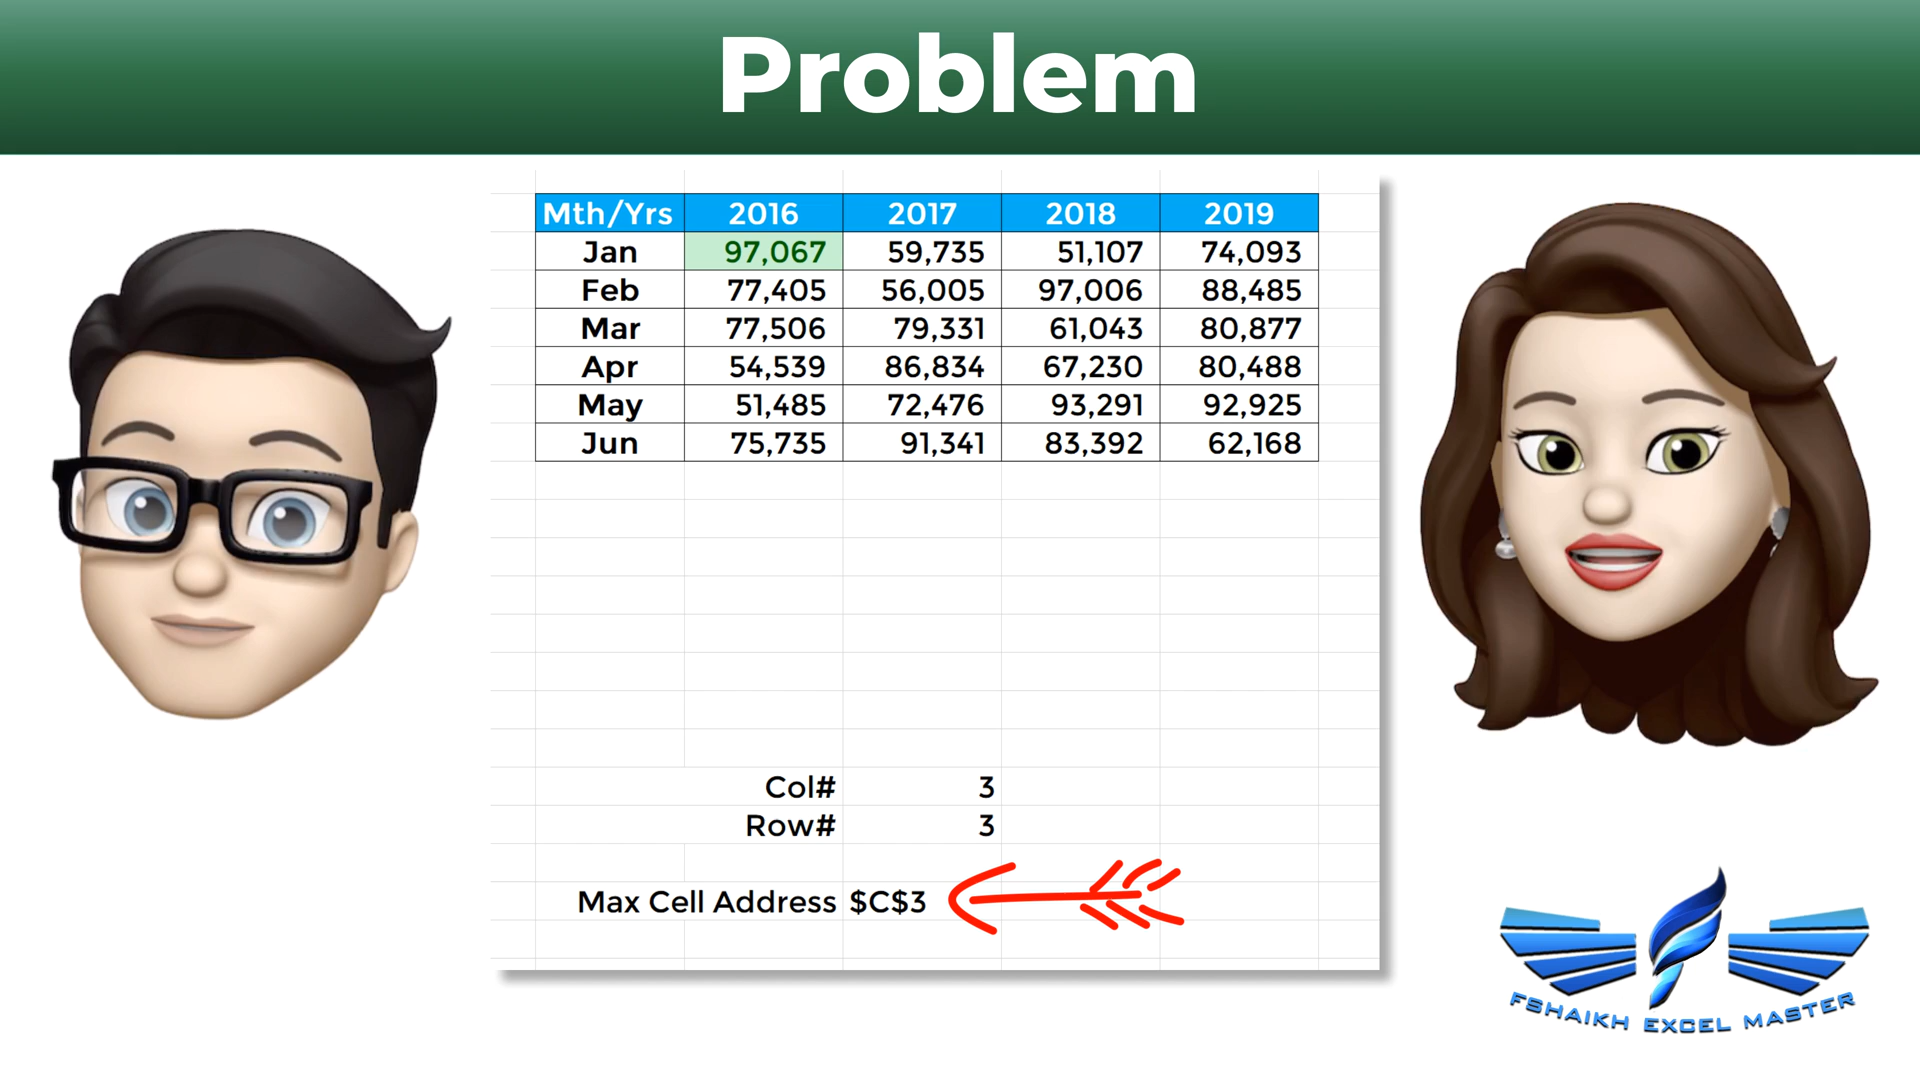 Problem
Mth/Yrs 2016 2017 2018 2019
Jan 97,067 59,735 51,107 74,093
Feb 77,405 56,005 97,006 88,485
Mar 77,506 79,331 61,043 80,877
Apr 54,539 86,834 67,230 80,488
May 51,485 72,476 93,291 92,925
Jun 75,735 91,341 83,392 62,168
Col# 3
Row# 3
Max Cell Address $C$3
FSHAIKH EXCEL MASTER